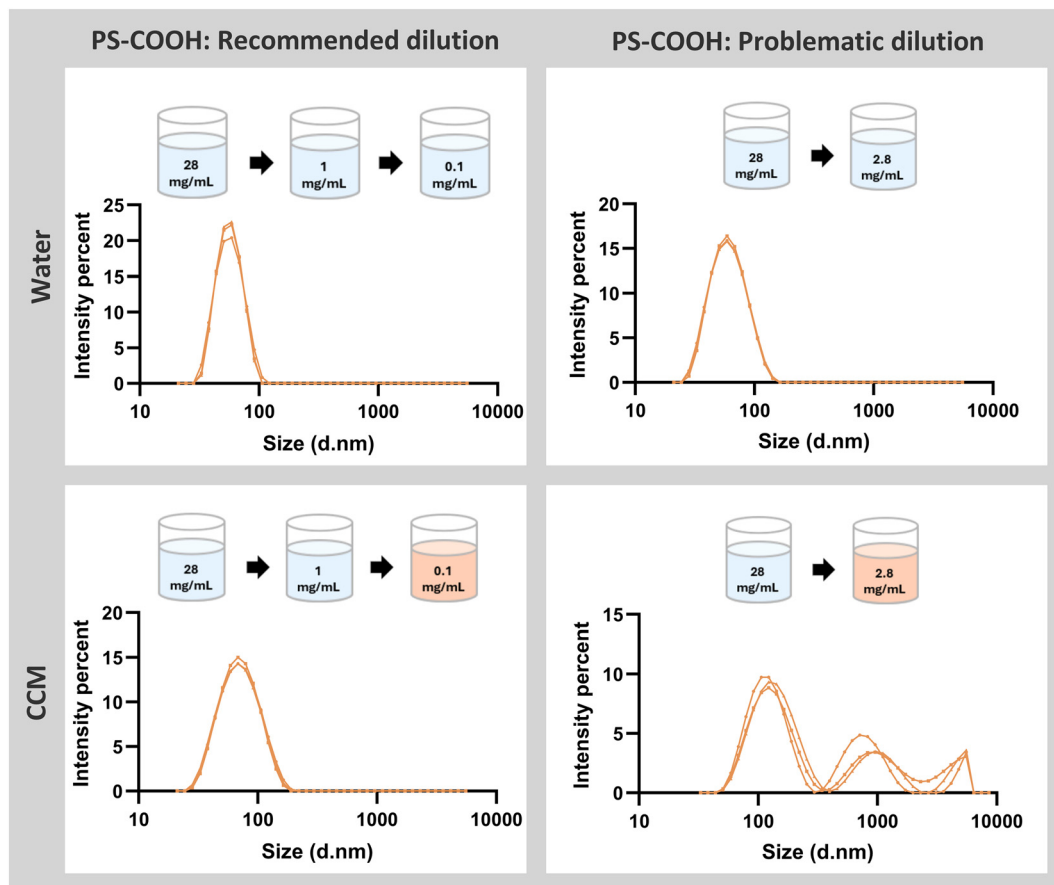 PS-COOH: Recommended dilution
PS-COOH: Problematic dilution
Water
28
mg/mL
1
mg/mL
0.1
mg/mL
Intensity percent
25
20
15
10
5
0
10
100
1000
10000
Size (d.nm)
28
mg/mL
2.8
mg/mL
Intensity percent
20
15
10
5
0
10
100
1000
10000
Size (d.nm)
CCM
28
mg/mL
1
mg/mL
0.1
mg/mL
Intensity percent
20
15
10
5
0
10
100
1000
10000
Size (d.nm)
28
mg/mL
2.8
mg/mL
Intensity percent
15
10
5
0
10
100
1000
10000
Size (d.nm)